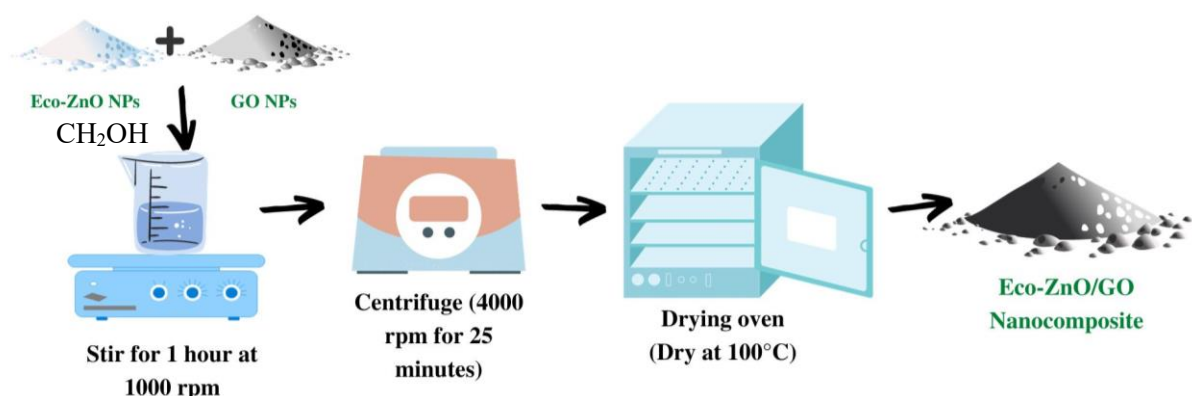 Eco-ZnO NPs
GO NPs
CH₂OH
Stir for 1 hour at
1000 rpm
Centrifuge (4000
rpm for 25
minutes)
Drying oven
(Dry at 100°C)
Eco-ZnO/GO
Nanocomposite